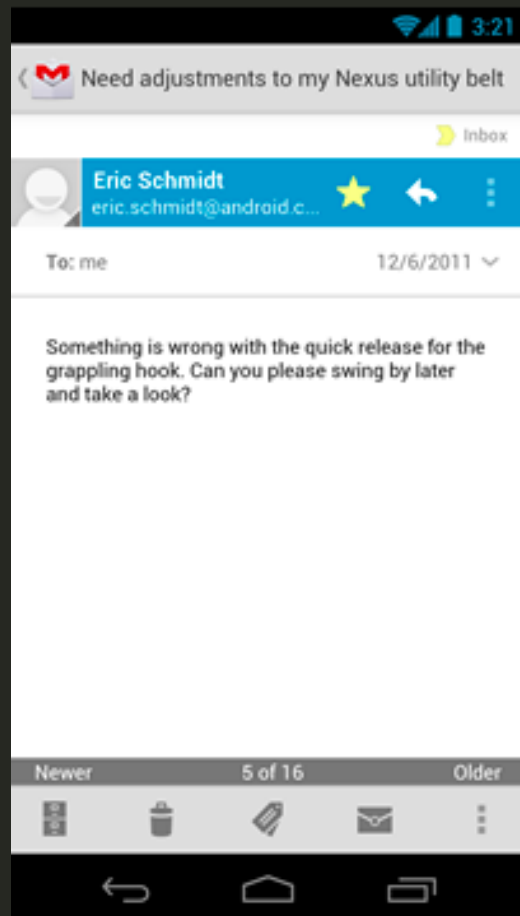 3:21
Need adjustments to my Nexus utility belt
Inbox
Eric Schmidt
eric.schmidt@android.c...
To: me 12/6/2011
Something is wrong with the quick release for the
grappling hook. Can you please swing by later
and take a look?
Newer 5 of 16 Older